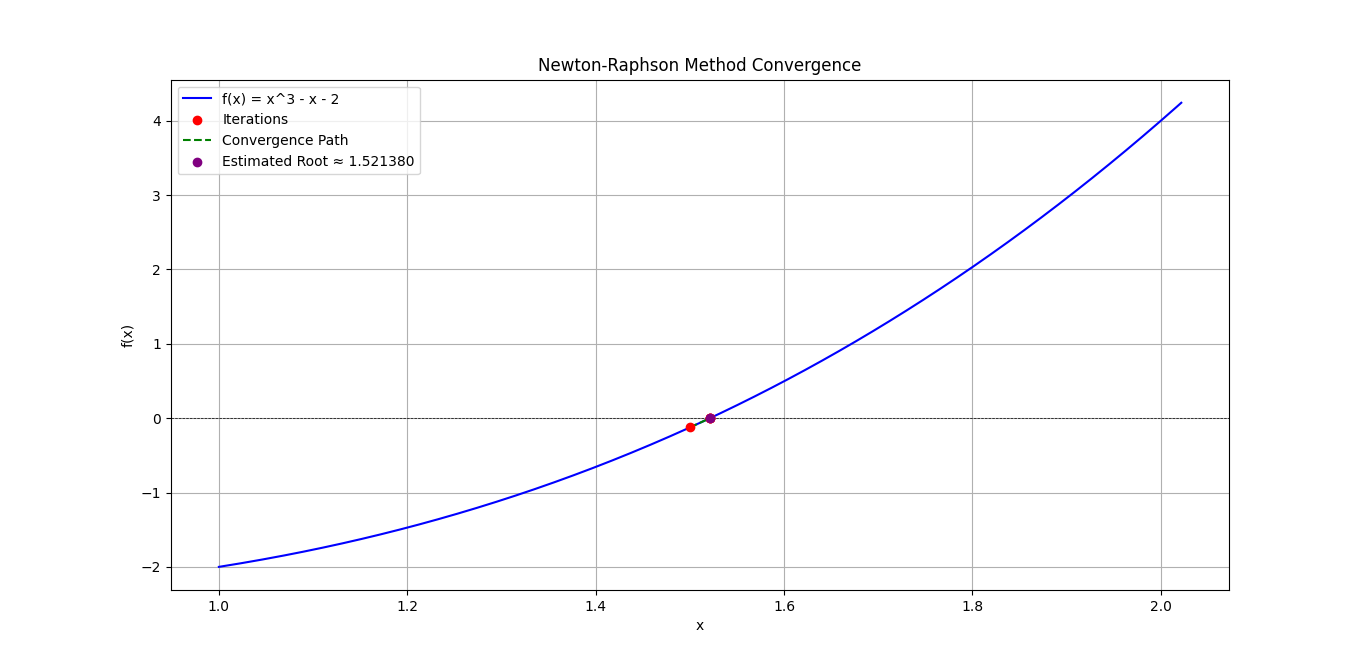 Newton-Raphson Method Convergence
f(x) = x^3 - x - 2
Iterations
Convergence Path
Estimated Root ≈ 1.521380
4
3
2
1
0
−1
−2
f(x)
1.0 1.2 1.4 1.6 1.8 2.0
x